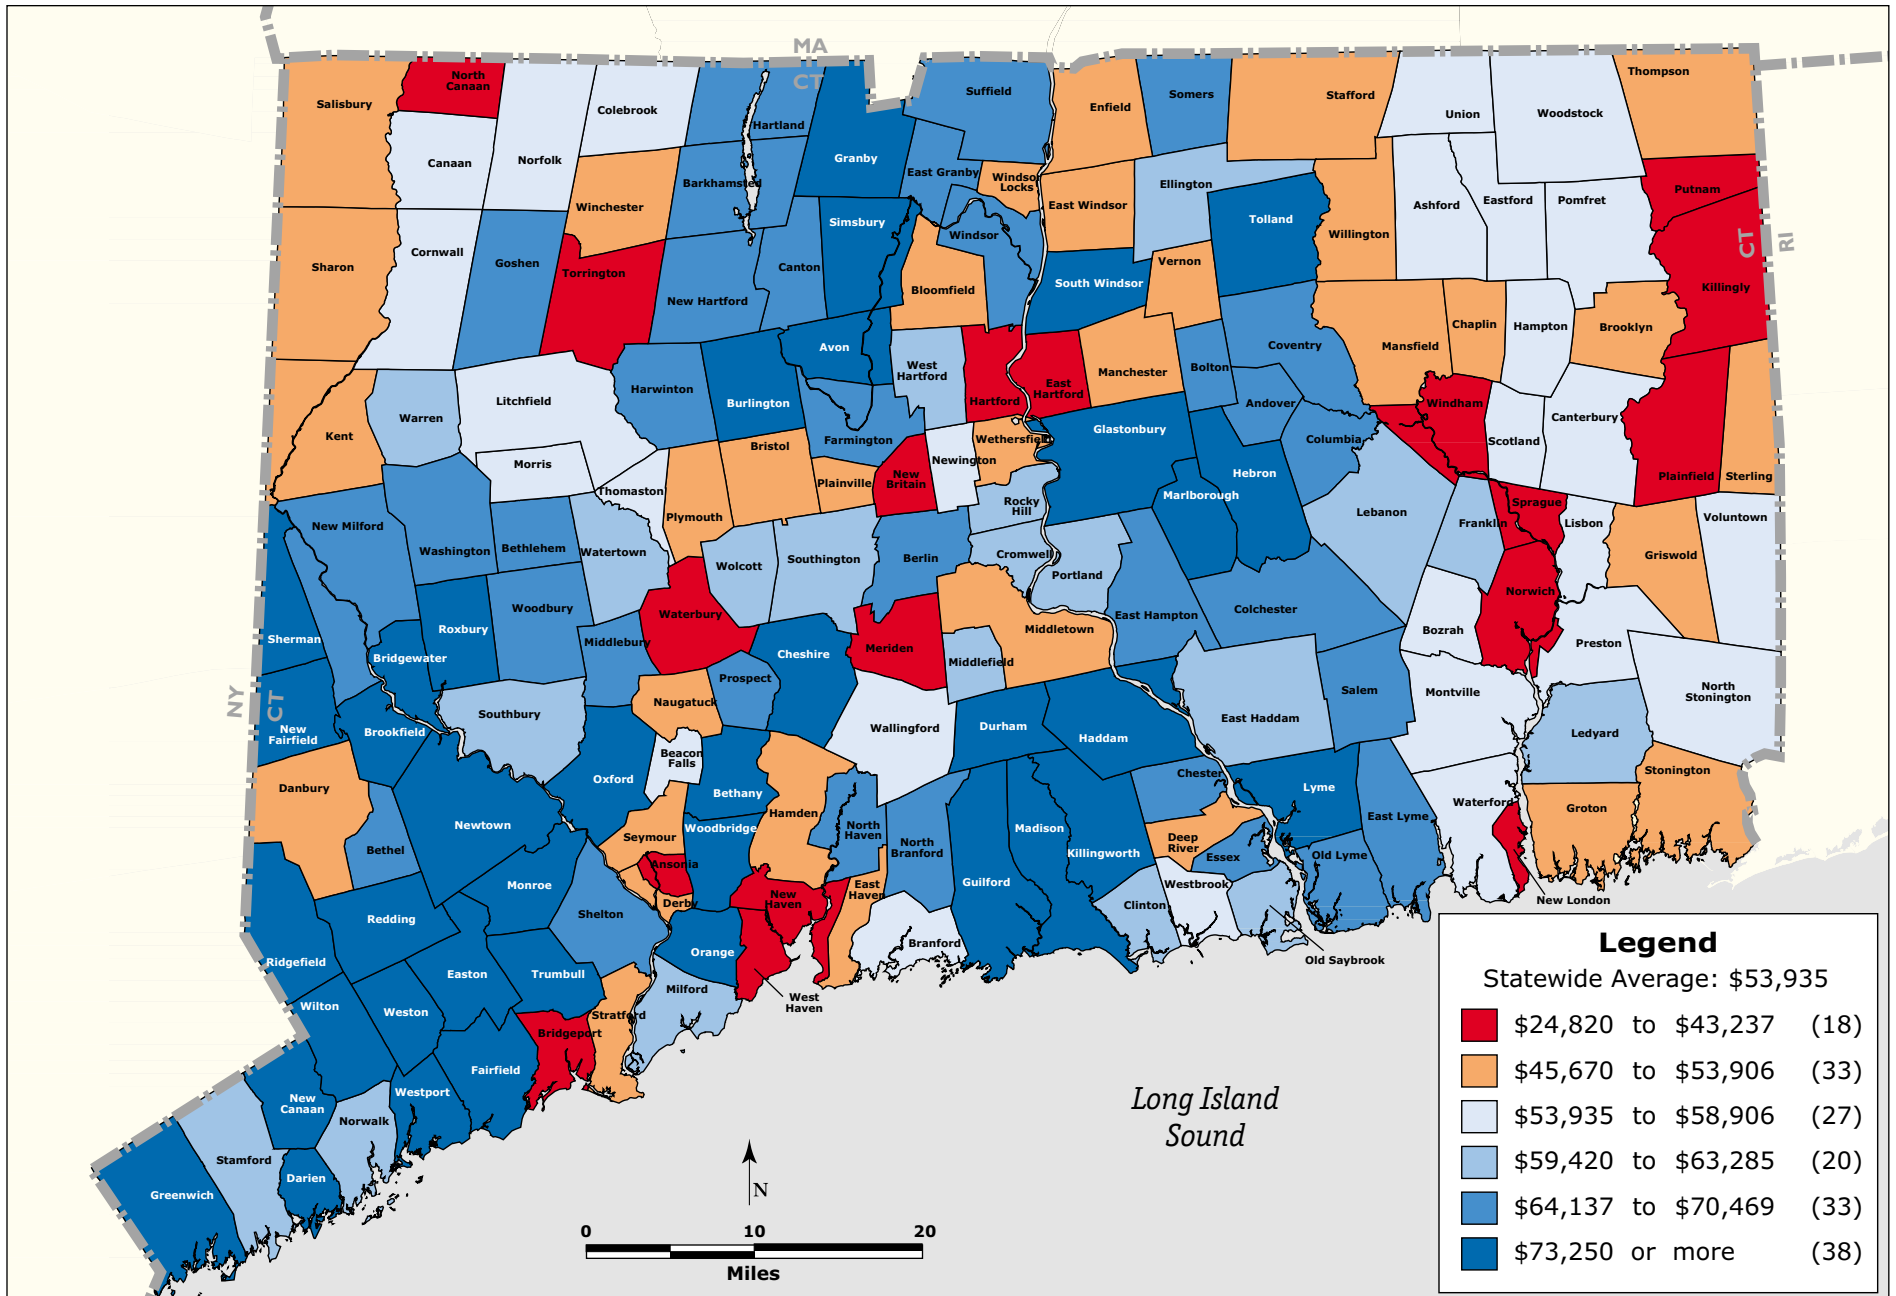 MA
CT
North
Canaan
Salisbury
Colebrook
Hartland
Suffield
Enfield
Somers
Stafford
Union
Woodstock
Thompson
Canaan
Norfolk
Granby
Barkhamsted
East Granby
Windsor
Locks
Ellington
Putnam
Winchester
Simsbury
East Windsor
Tolland
Ashford
Eastford
Pomfret
Willington
Windsor
Cornwall
Sharon
Goshen
Torrington
Canton
New Hartford
Bloomfield
South Windsor
Vernon
CT
RI
Killingly
Chaplin
Hampton
Brooklyn
Mansfield
Coventry
Avon
West
Hartford
Manchester
Bolton
East
Hartford
Hartford
Harwinton
Burlington
Litchfield
Warren
Kent
Andover
Windham
Canterbury
Scotland
Columbia
Glastonbury
Farmington
Wethersfield
Bristol
Morris
Newington
New
Britain
Plainville
Hebron
Marlborough
Plainfield
Sterling
Thomaston
Plymouth
Rocky
Hill
Lebanon
Franklin
Sprague
Lisbon
Voluntown
New Milford
Washington
Bethlehem
Watertown
Wolcott
Southington
Berlin
Cromwell
Portland
Griswold
Norwich
Woodbury
Roxbury
Waterbury
East Hampton
Colchester
Bozrah
Preston
Sherman
Bridgewater
Middlebury
Cheshire
Meriden
Middletown
Middlefield
Prospect
Salem
Montville
North
Stonington
NY
CT
Naugatuck
Southbury
New
Fairfield
Brookfield
Wallingford
Durham
Haddam
East Haddam
Ledyard
Beacon
Falls
Oxford
Bethany
Danbury
Chester
Lyme
East Lyme
Waterford
Stonington
Groton
Newtown
Seymour
Woodbridge
Hamden
North
Haven
North
Branford
Madison
Killingworth
Deep
River
Essex
Old Lyme
Bethel
Ansonia
Derby
Monroe
Shelton
New
Haven
East
Haven
Guilford
Westbrook
Clinton
New London
Redding
Orange
Branford
Old Saybrook
Ridgefield
Easton
Trumbull
Milford
West
Haven
Wilton
Weston
Stratford
Bridgeport
Fairfield
Westport
New
Canaan
Norwalk
Stamford
Darien
Greenwich
Long Island
Sound
N
0 10 20
Miles
Legend
Statewide Average: $53,935
$24,820 to $43,237 (18)
$45,670 to $53,906 (33)
$53,935 to $58,906 (27)
$59,420 to $63,285 (20)
$64,137 to $70,469 (33)
$73,250 or more (38)